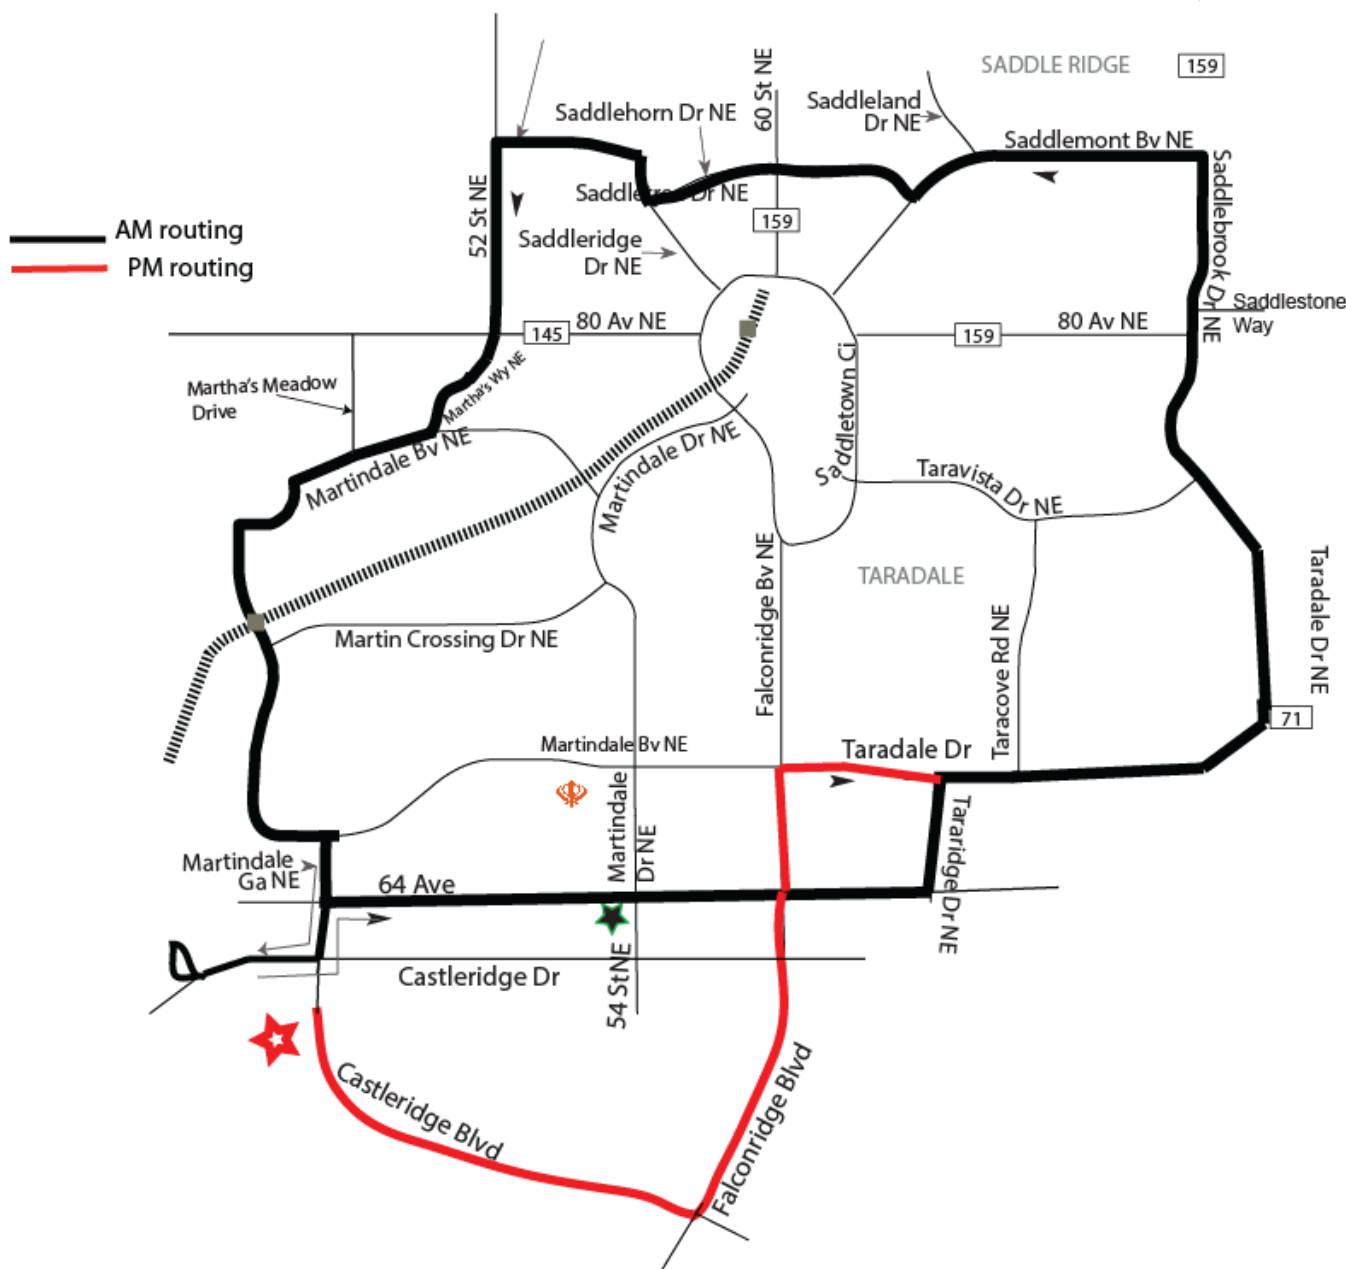 SADDLE RIDGE
159
60 St NE
Saddlehorn Dr NE
Saddleland
Dr NE
Saddlemont Bv NE
Saddlebrook Dr NE
52 St NE
Saddletree Dr NE
AM routing
PM routing
159
Saddleridge
Dr NE
Saddlestone
Way
145
80 Av NE
159
80 Av NE
Martha's Meadow
Drive
Martha's Wy NE
Saddletown Ci
Martindale Bv NE
Martindale Dr NE
Taravista Dr NE
Falconridge Bv NE
TARADALE
Taradale Dr NE
Martin Crossing Dr NE
Taracove Rd NE
71
Martindale Bv NE
Taradale Dr
Martindale
Dr NE
Tararidge Dr NE
Martindale
Ga NE
64 Ave
Castleridge Dr
54 St NE
Castleridge Blvd
Falconridge Blvd